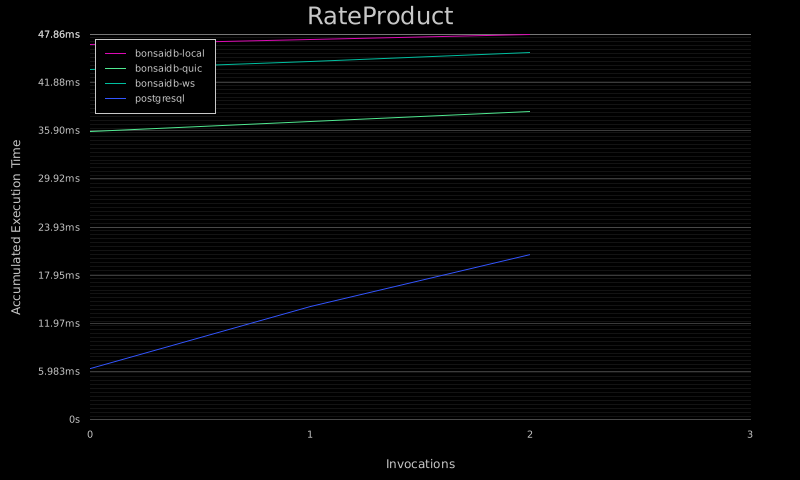 RateProduct
47.86ms
41.88ms
35.90ms
29.92ms
23.93ms
17.95ms
11.97ms
5.983ms
0s
Accumulated Execution Time
bonsaidb-local
bonsaidb-quic
bonsaidb-ws
postgresql
0 1 2 3
Invocations